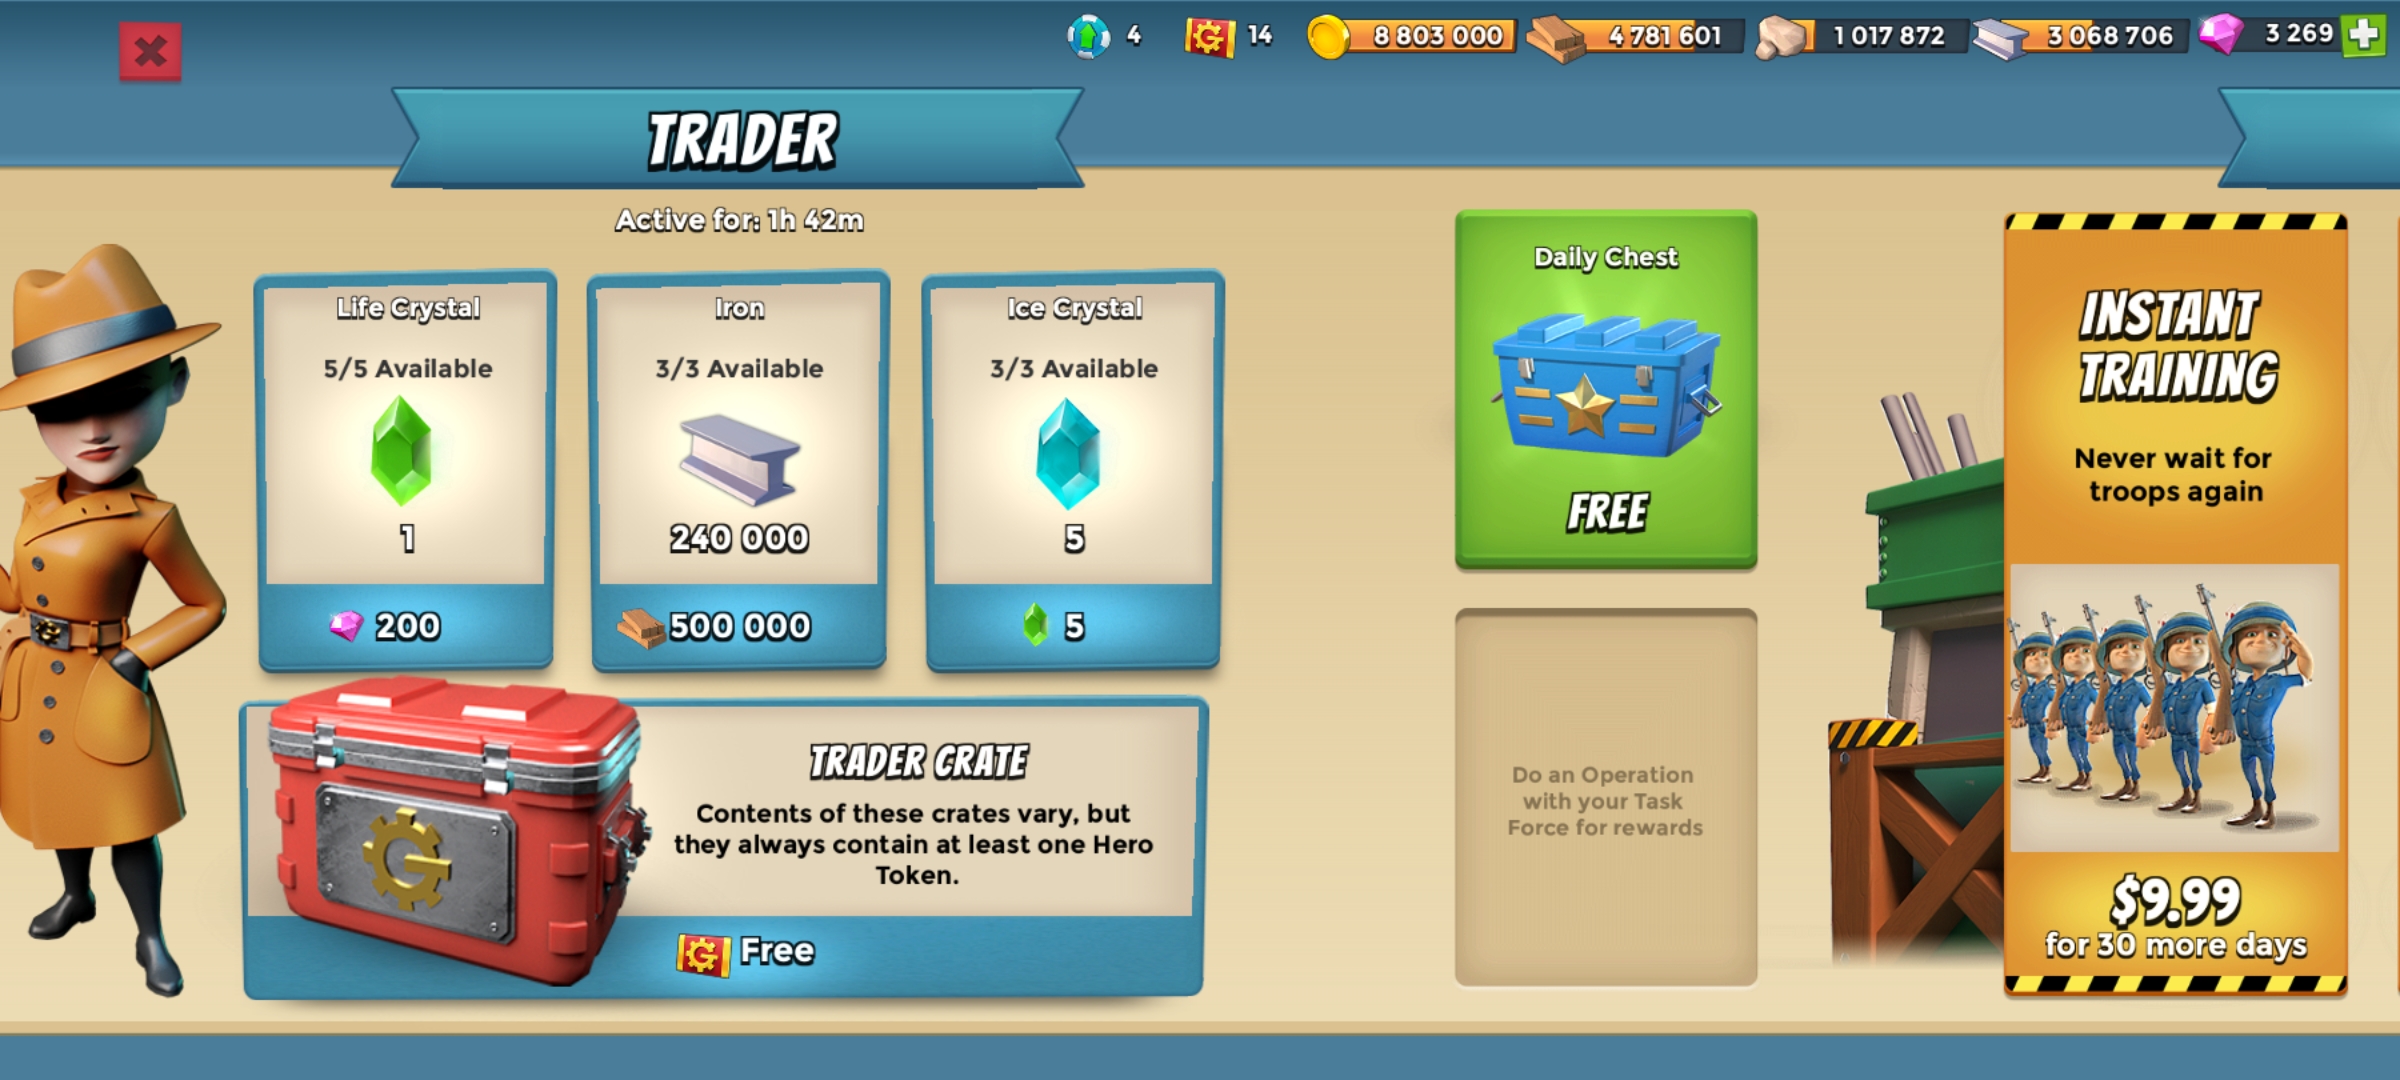 4
14
8 803 000
4 781 601
1 017 872
3 068 706
3 269
TRADER
Active for: 1h 42m
Life Crystal
5/5 Available
1
200
Iron
3/3 Available
240 000
500 000
Ice Crystal
3/3 Available
5
5
TRADER CRATE
Contents of these crates vary, but
they always contain at least one Hero
Token.
Free
Daily Chest
FREE
Do an Operation
with your Task
Force for rewards
INSTANT
TRAINING
Never wait for
troops again
$9.99
for 30 more days